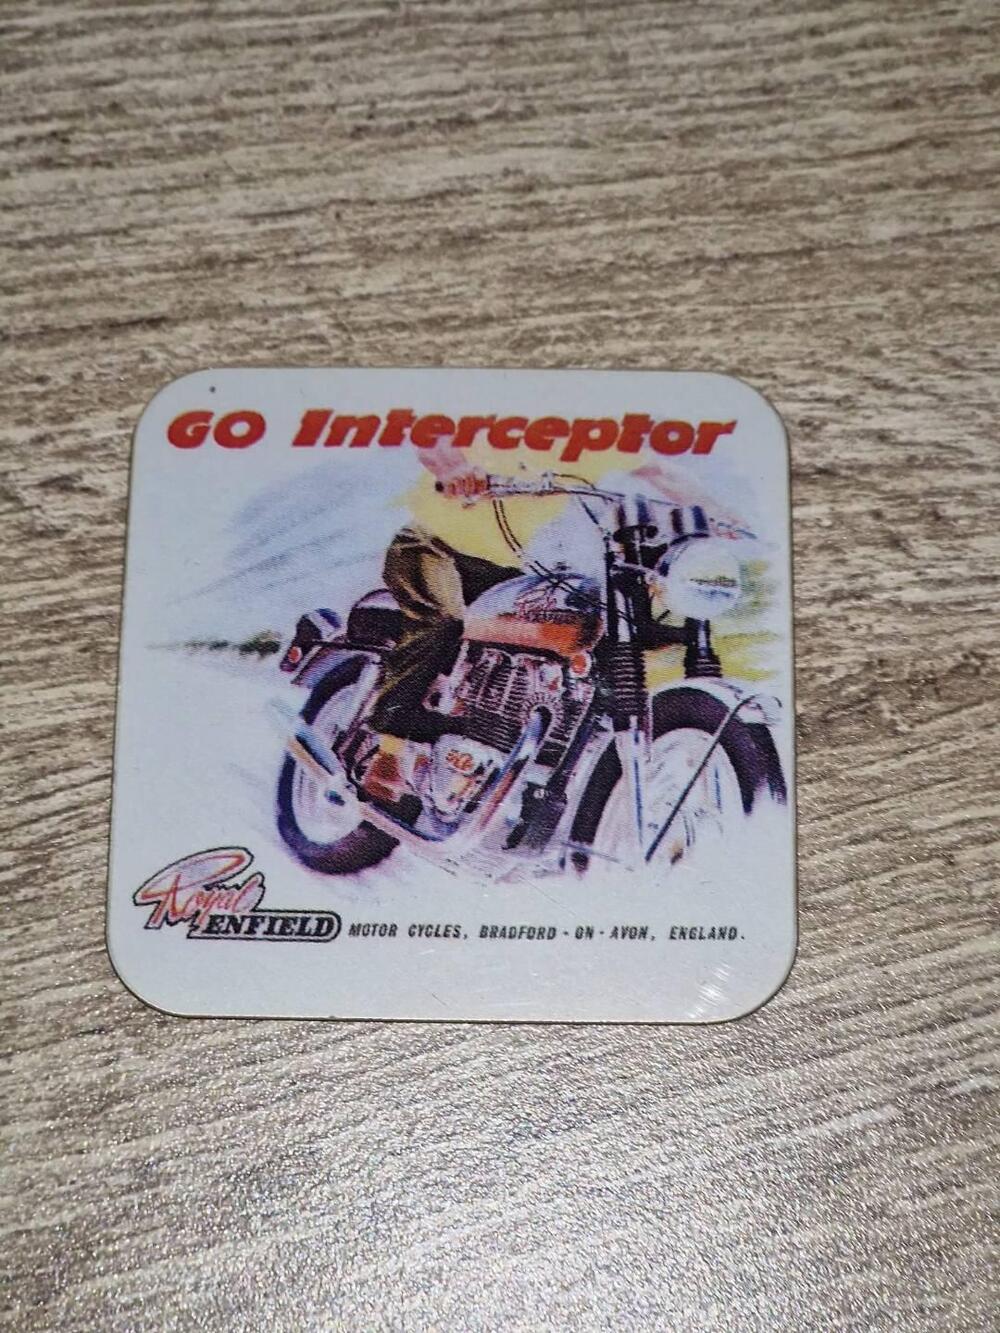 GO Interceptor
Royal
ENFIELD MOTOR CYCLES, BRADFORD - ON - AVON, ENGLAND.